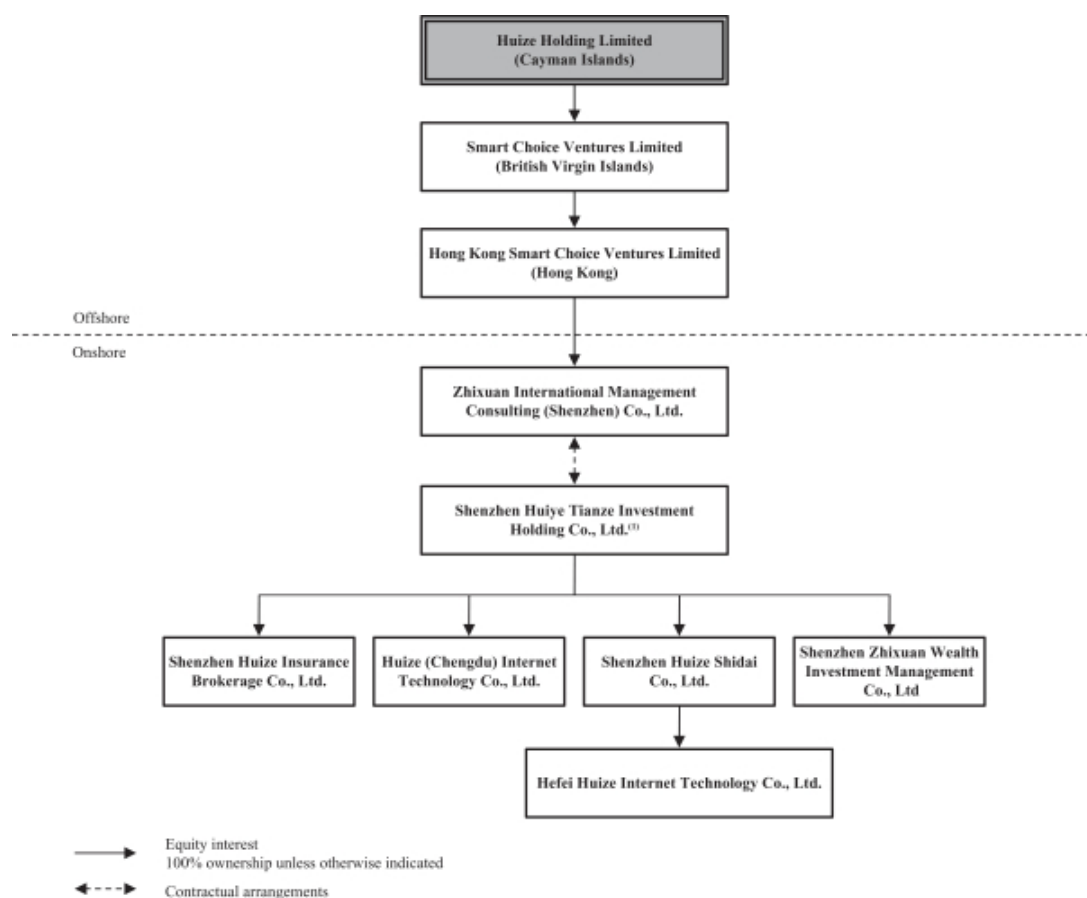 Huize Holding Limited
(Cayman Islands)
Smart Choice Ventures Limited
(British Virgin Islands)
Hong Kong Smart Choice Ventures Limited
(Hong Kong)
Offshore
Onshore
Zhixuan International Management
Consulting (Shenzhen) Co., Ltd.
Shenzhen Huiye Tianze Investment
Holding Co., Ltd.(1)
Shenzhen Huize Insurance
Brokerage Co., Ltd.
Huize (Chengdu) Internet
Technology Co., Ltd.
Shenzhen Huize Shidai
Co., Ltd.
Shenzhen Zhixuan Wealth
Investment Management
Co., Ltd
Hefei Huize Internet Technology Co., Ltd.
Equity interest
100% ownership unless otherwise indicated
Contractual arrangements